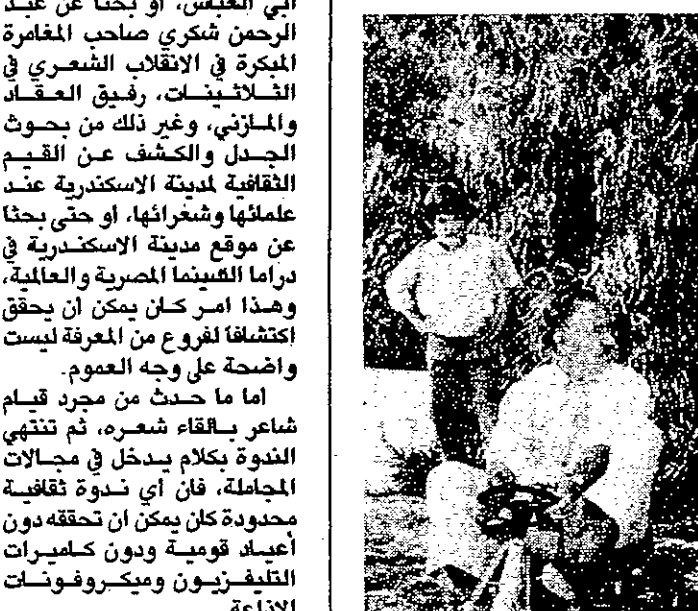 ابي العباس، او بحثا عن عبد
الرحمن شكري صاحب المغامرة
المبكرة في الانقلاب الشعري في
الثلاثينات، رفيق العقاد
والمازني، وغير ذلك من بحوث
الجدل والكشف عن القيم
الثقافية لمدينة الاسكندرية عند
علمائها وشعرائها، او حتى بحثا
عن موقع مدينة الاسكندرية في
دراما السينما المصرية والعالمية،
وهذا امر كان يمكن ان يحقق
اكتشافا لفروع من المعرفة ليست
واضحة على وجه العموم.
اما ما حدث من مجرد قيام
شاعر بالقاء شعره، ثم تنتهي
الندوة بكلام يدخل في مجالات
المجاملة، فان أي ندوة ثقافية
محدودة كان يمكن ان تحققه دون
أعياد قومية ودون كاميرات
التليفزيون وميكروفونات
الاذاعة